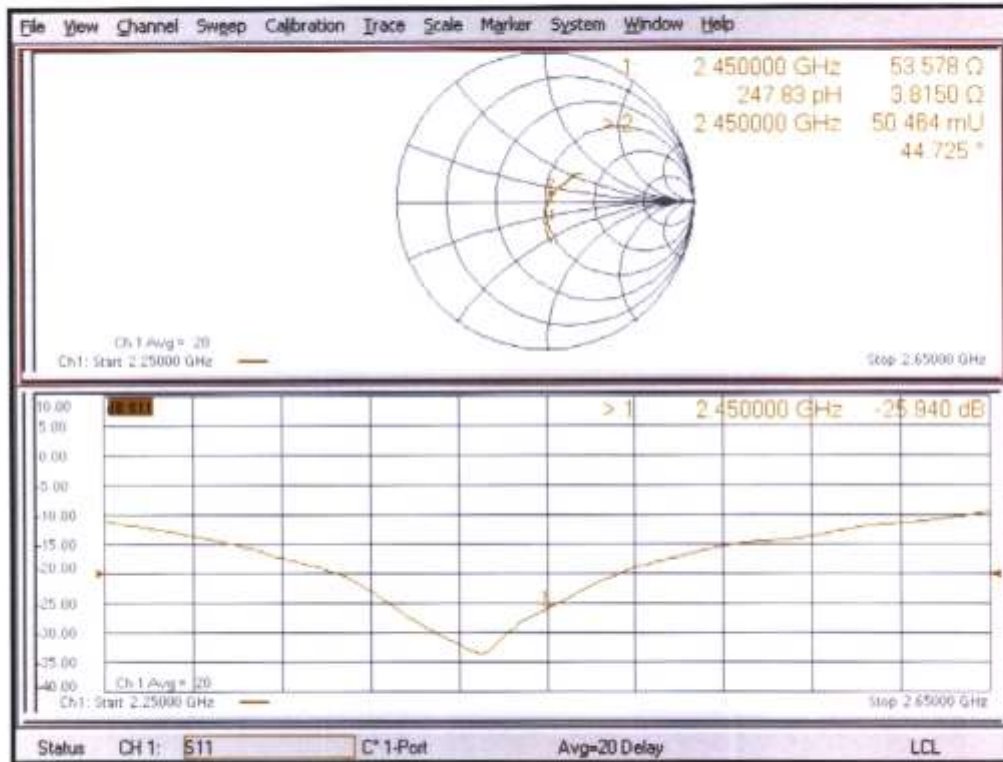 File View Channel Sweep Calibration Trace Scale Marker System Window Help
1 2.450000 GHz 53.578 Ω
247.83 pH 3.8150 Ω
> 2 2.450000 GHz 50.464 mU
44.725 °
Ch 1 Avg = 20
Ch1: Start 2.25000 GHz
Stop 2.65000 GHz
10.00
5.00
0.00
-5.00
-10.00
-15.00
-20.00
-25.00
-30.00
-35.00
-40.00
> 1 2.450000 GHz -25.940 dB
1
Ch 1 Avg = 20
Ch1: Start 2.25000 GHz
Stop 2.65000 GHz
Status CH 1: S11 C* 1-Port Avg=20 Delay LCL